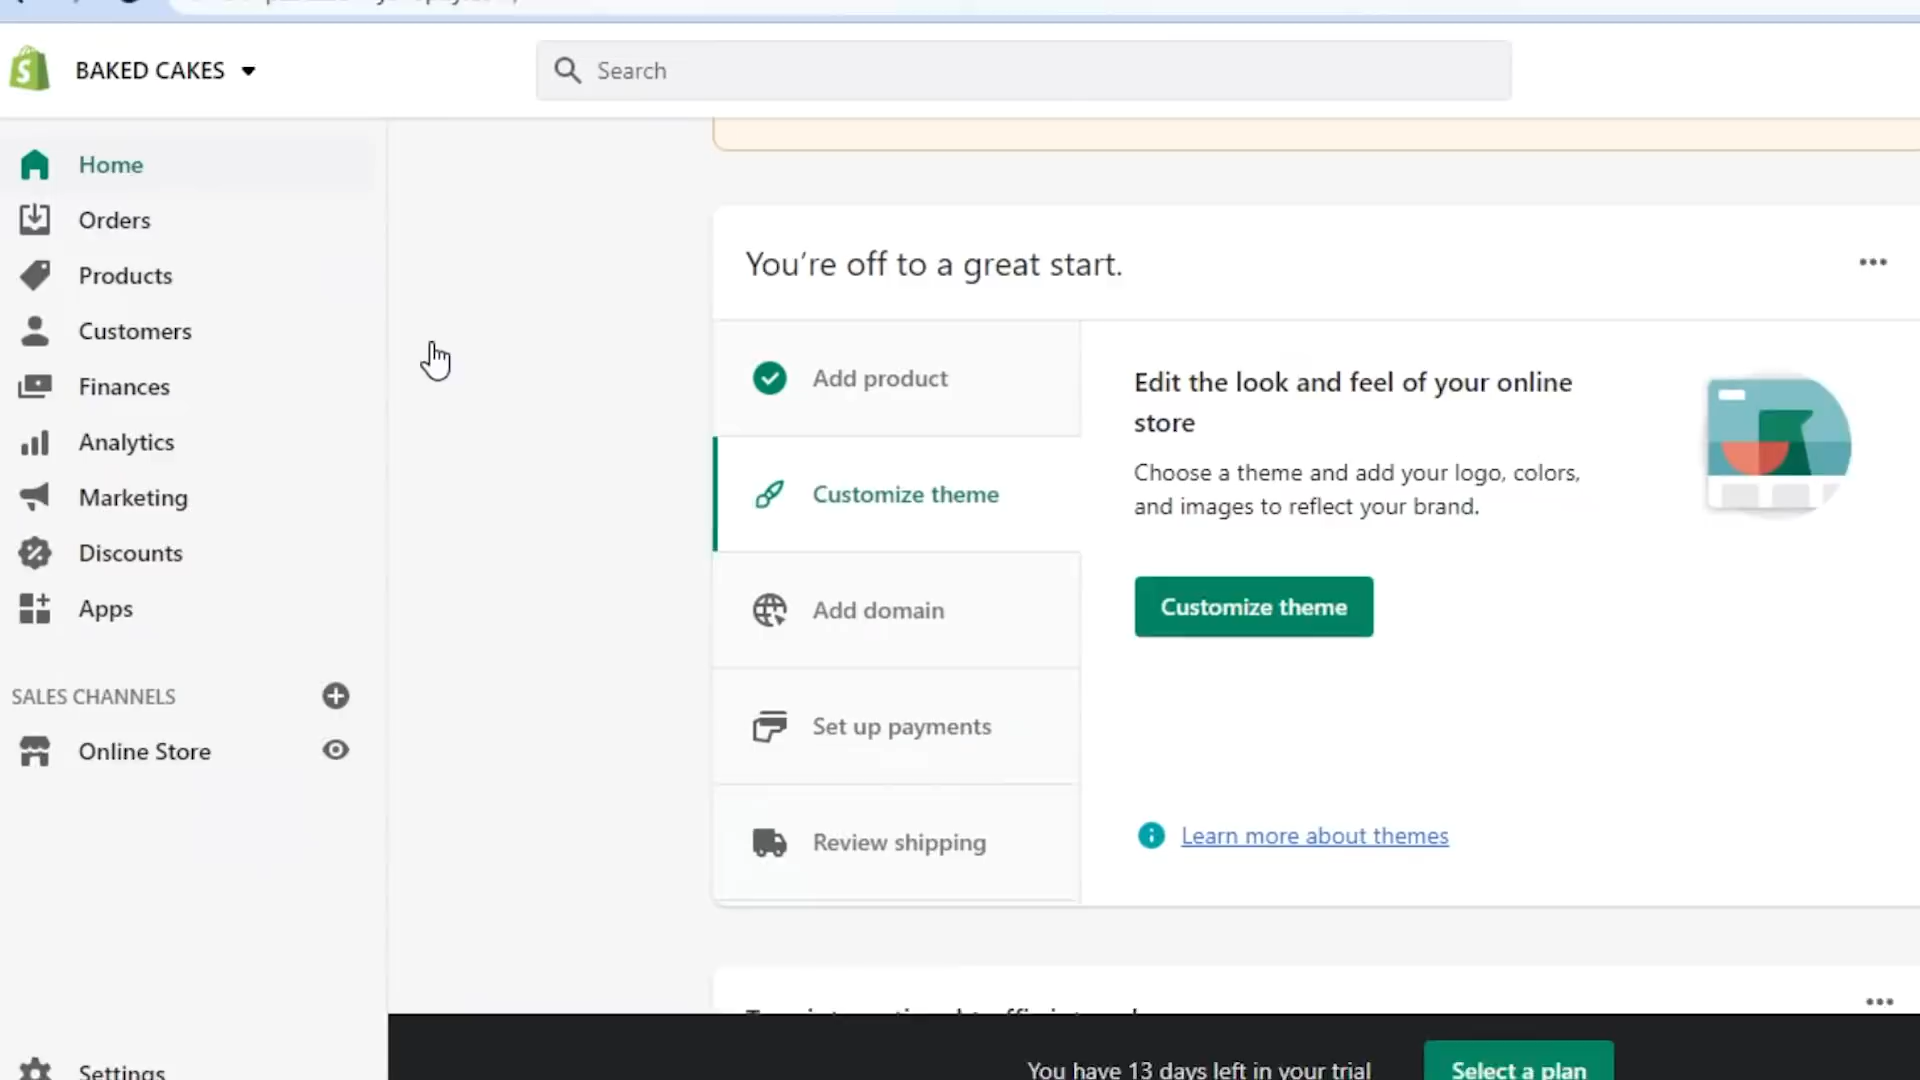 BAKED CAKES
Search
Home
Orders
Products
Customers
Finances
Analytics
Marketing
Discounts
Apps
SALES CHANNELS
Online Store
Settings
You're off to a great start.
Add product
Customize theme
Add domain
Set up payments
Review shipping
Edit the look and feel of your online
store
Choose a theme and add your logo, colors,
and images to reflect your brand.
Customize theme
Learn more about themes
You have 13 days left in your trial
Select a plan